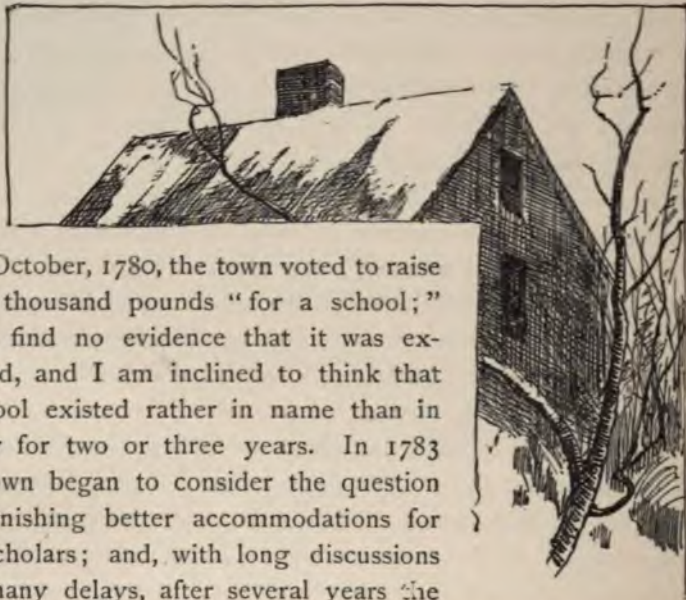 October, 1780, the town voted to raise
thousand pounds “for a school;”
find no evidence that it was ex-
d, and I am inclined to think that
ool existed rather in name than in
for two or three years. In 1783
wn began to consider the question
nishing better accommodations for
cholars; and, with long discussions
many delays, after several years the